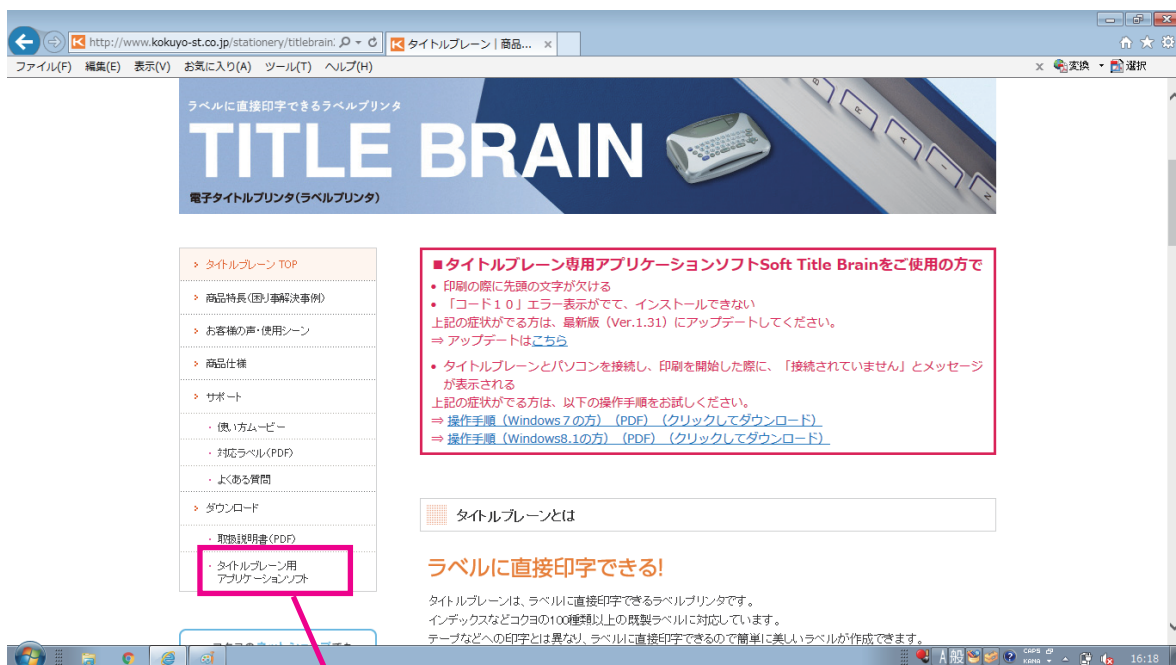 http://www.kokuyo-st.co.jp/stationery/titlebrain
タイトルブレーン | 商品...
ファイル(F) 編集(E) 表示(V) お気に入り(A) ツール(T) ヘルプ(H)
変換 選択
ラベルに直接印字できるラベルプリンタ
TITLE BRAIN
電子タイトルプリンタ(ラベルプリンタ)
タイトルブレーン TOP
商品特長(困り事解決事例)
お客様の声・使用シーン
商品仕様
サポート
・使い方ムービー
・対応ラベル(PDF)
・よくある質問
ダウンロード
・取扱説明書(PDF)
・タイトルブレーン用
アプリケーションソフト
■タイトルブレーン専用アプリケーションソフトSoft Title Brainをご使用の方で
• 印刷の際に先頭の文字が欠ける
• 「コード１０」エラー表示がでて、インストールできない
上記の症状がでる方は、最新版（Ver.1.31）にアップデートしてください。
⇒ アップデートはこちら
• タイトルブレーンとパソコンを接続し、印刷を開始した際に、「接続されていません」とメッセージ
が表示される
上記の症状がでる方は、以下の操作手順をお試しください。
⇒ 操作手順（Windows７の方）（PDF）（クリックしてダウンロード）
⇒ 操作手順（Windows8.1の方）（PDF）（クリックしてダウンロード）
タイトルブレーンとは
ラベルに直接印字できる!
タイトルブレーンは、ラベルに直接印字できるラベルプリンタです。
インデックスなどコクヨの100種類以上の既製ラベルに対応しています。
テープなどへの印字とは異なり、ラベルに直接印字できるので簡単に美しいラベルが作成できます。
A 般 CAPS KANA 16:18